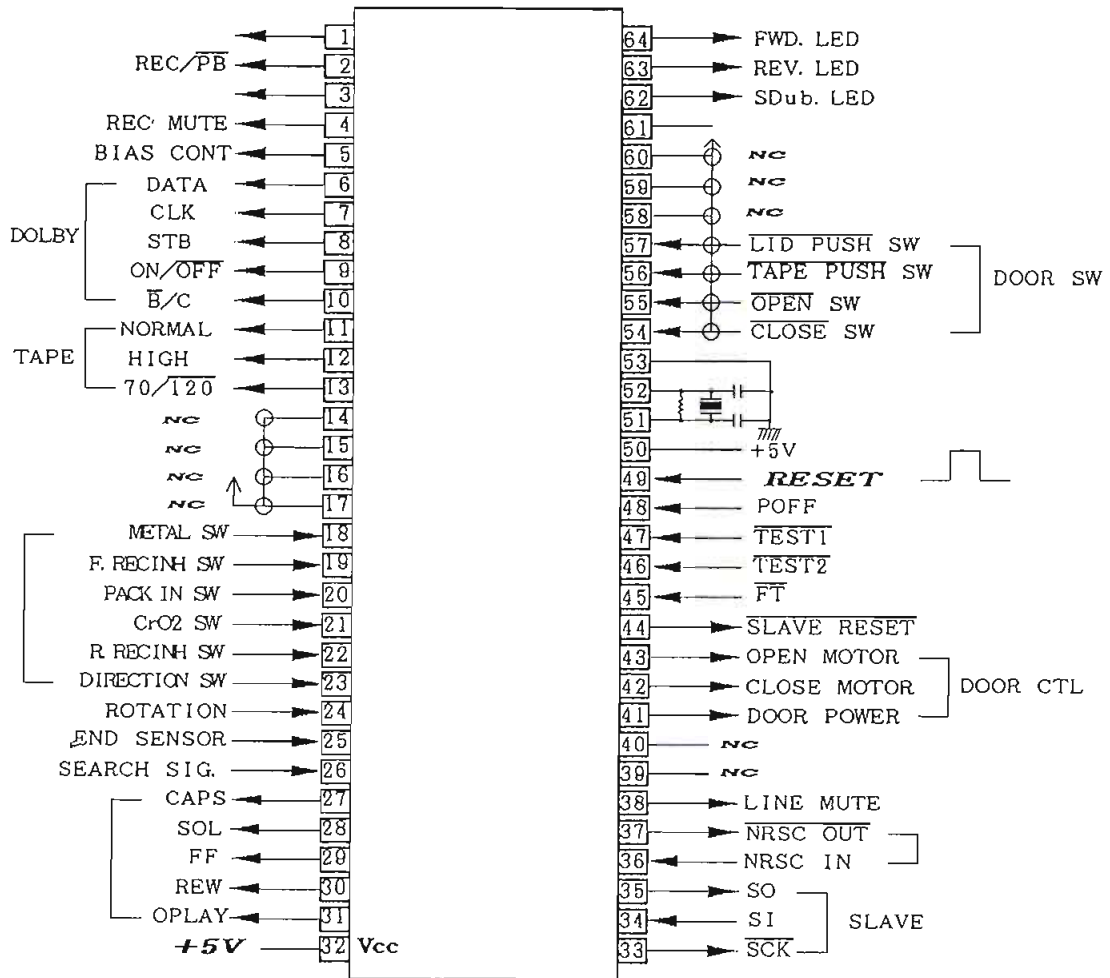 1
REC/PB 2
3
REC MUTE 4
BIAS CONT 5
DOLBY
DATA 6
CLK 7
STB 8
ON/OFF 9
B/C 10
TAPE
NORMAL 11
HIGH 12
70/120 13
NC 14
NC 15
NC 16
NC 17
METAL SW 18
F. RECINH SW 19
PACK IN SW 20
CrO2 SW 21
R. RECINH SW 22
DIRECTION SW 23
ROTATION 24
END SENSOR 25
SEARCH SIG. 26
CAPS 27
SOL 28
FF 29
REW 30
OPLAY 31
+5V 32 Vcc
64 FWD. LED
63 REV. LED
62 SDub. LED
61
60 NC
59 NC
58 NC
57 LID PUSH SW
56 TAPE PUSH SW
55 OPEN SW
54 CLOSE SW
DOOR SW
53
52
51
50 +5V
49 RESET
48 POFF
47 TEST1
46 TEST2
45 FT
44 SLAVE RESET
43 OPEN MOTOR
42 CLOSE MOTOR
41 DOOR POWER
DOOR CTL
40 NC
39 NC
38 LINE MUTE
37 NRSC OUT
36 NRSC IN
35 SO
34 SI
33 SCK
SLAVE